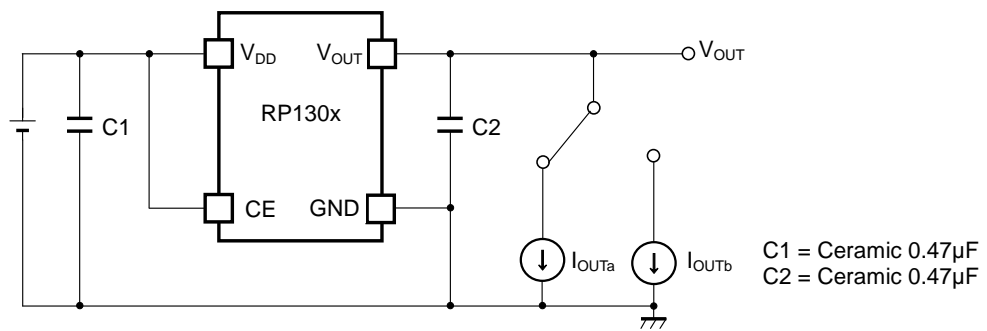 VDD
VOUT
VOUT
RP130x
C1
C2
CE
GND
IOUTa
IOUTb
C1 = Ceramic 0.47µF
C2 = Ceramic 0.47µF